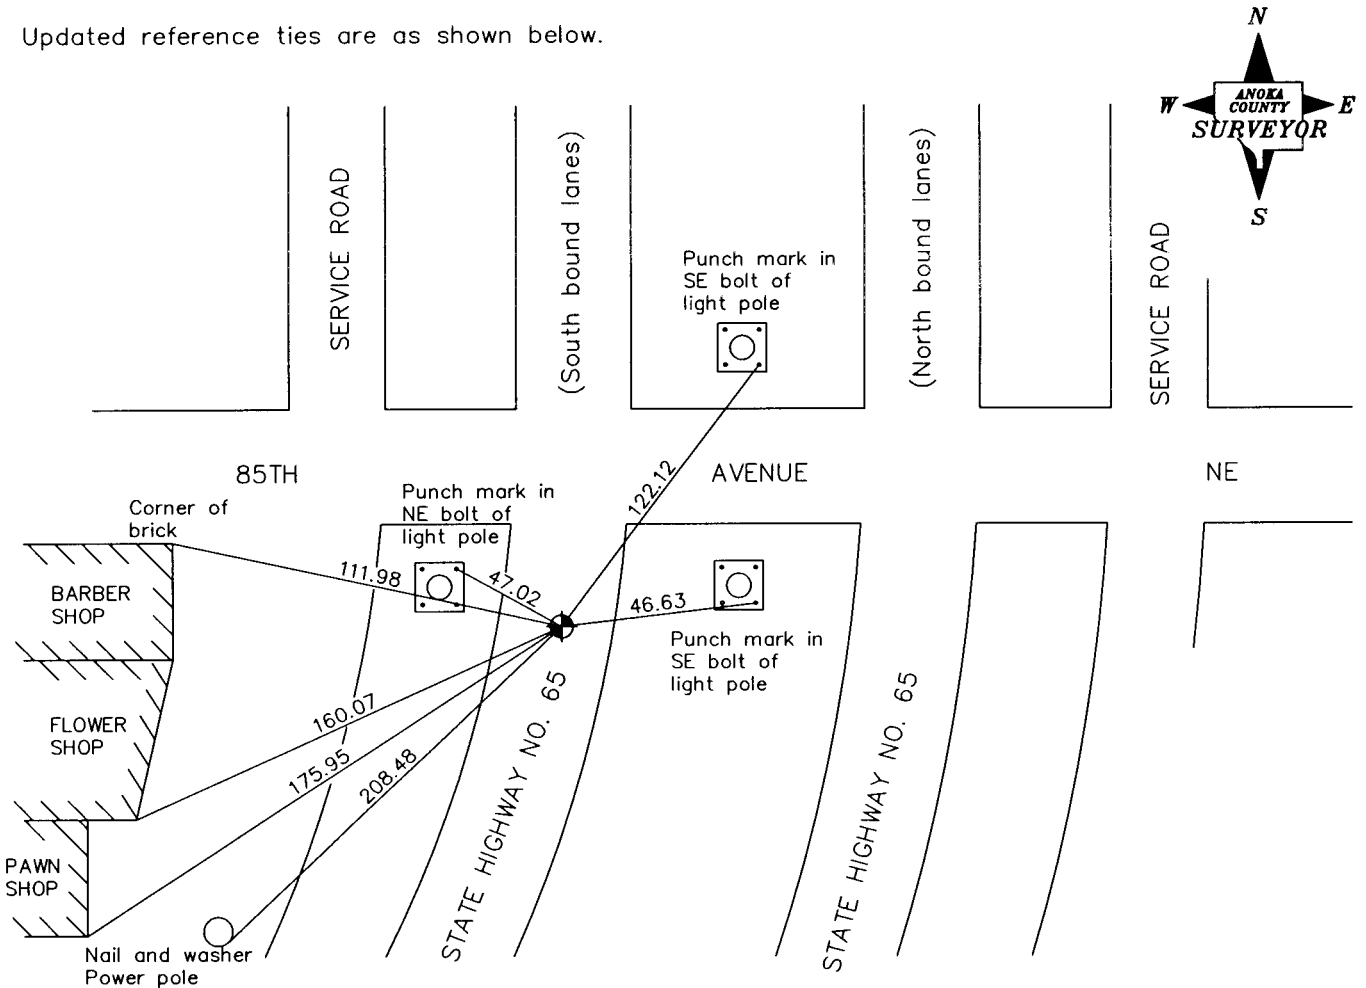 Updated reference ties are as shown below.
N
W
ANOKA
COUNTY
SURVEYOR
E
S
SERVICE ROAD
(South bound lanes)
Punch mark in
SE bolt of
light pole
(North bound lanes)
SERVICE ROAD
85TH
AVENUE
NE
122.12
Corner of
brick
Punch mark in
NE bolt of
light pole
111.98
47.02
46.63
BARBER
SHOP
Punch mark in
SE bolt of
light pole
FLOWER
SHOP
160.07
175.95
208.48
STATE HIGHWAY NO. 65
STATE HIGHWAY NO. 65
PAWN
SHOP
Nail and washer
Power pole